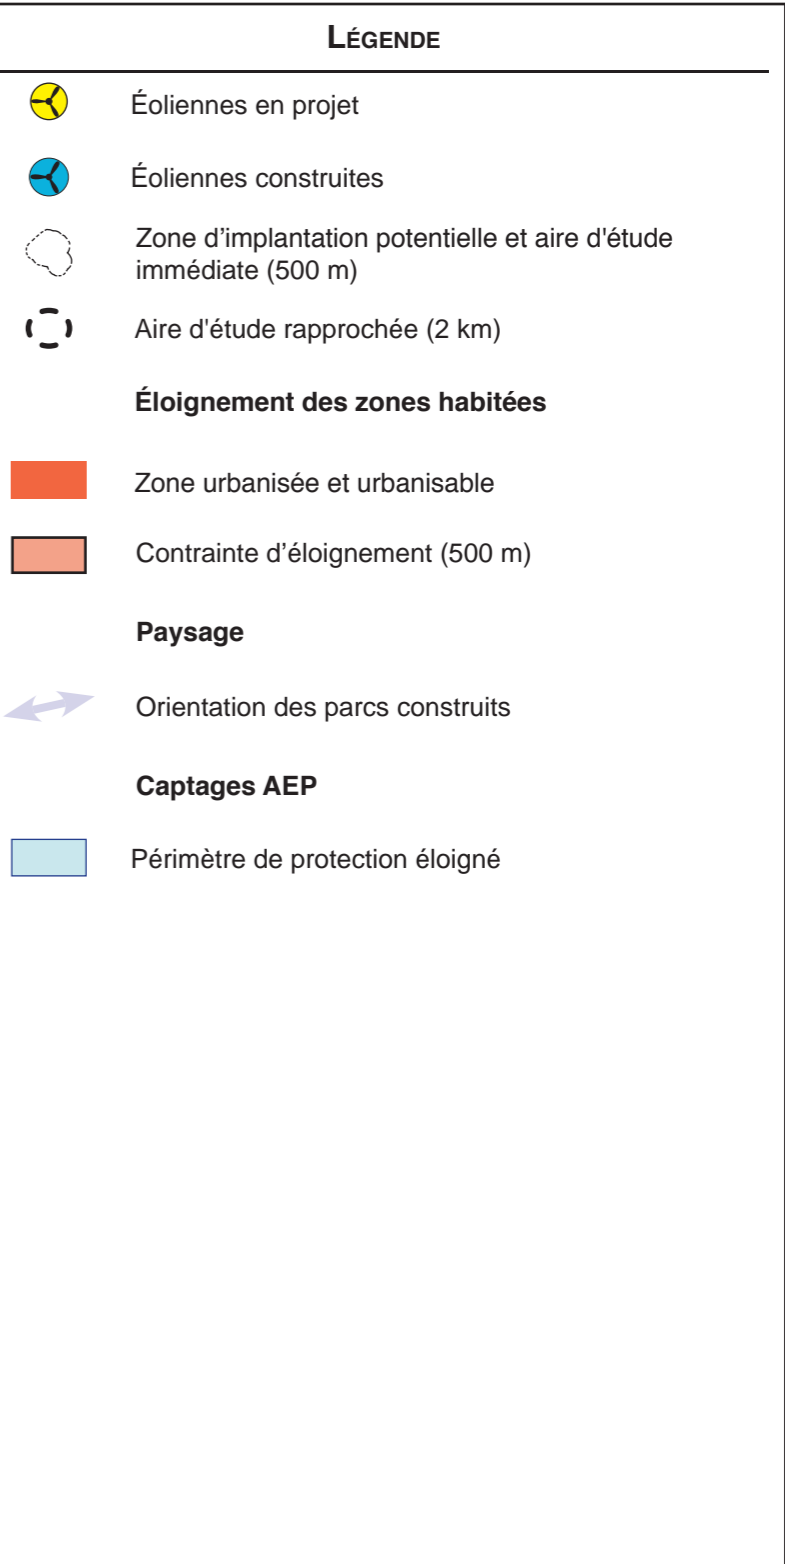 LÉGENDE
Éoliennes en projet
Éoliennes construites
Zone d’implantation potentielle et aire d'étude
immédiate (500 m)
Aire d'étude rapprochée (2 km)
Éloignement des zones habitées
Zone urbanisée et urbanisable
Contrainte d’éloignement (500 m)
Paysage
Orientation des parcs construits
Captages AEP
Périmètre de protection éloigné